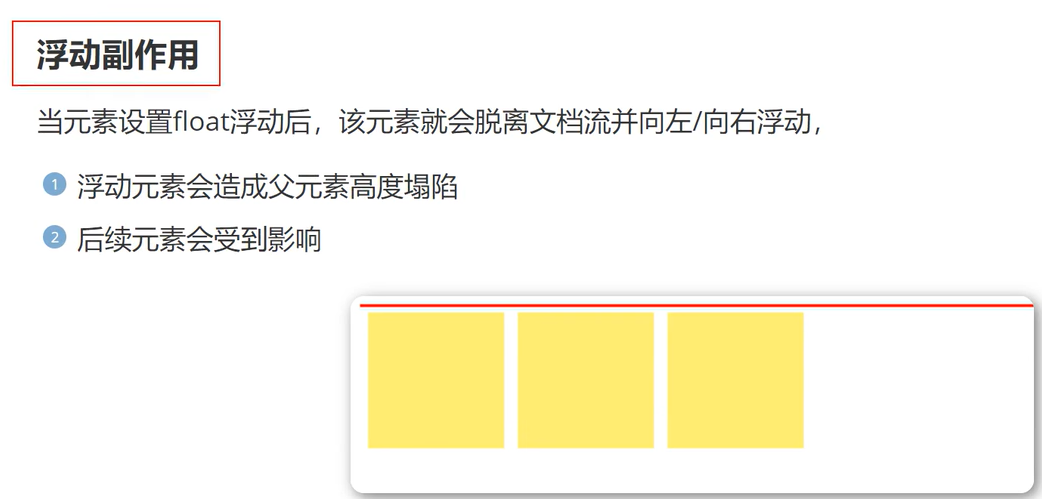 浮动副作用
当元素设置float浮动后，该元素就会脱离文档流并向左/向右浮动，
1 浮动元素会造成父元素高度塌陷
2 后续元素会受到影响